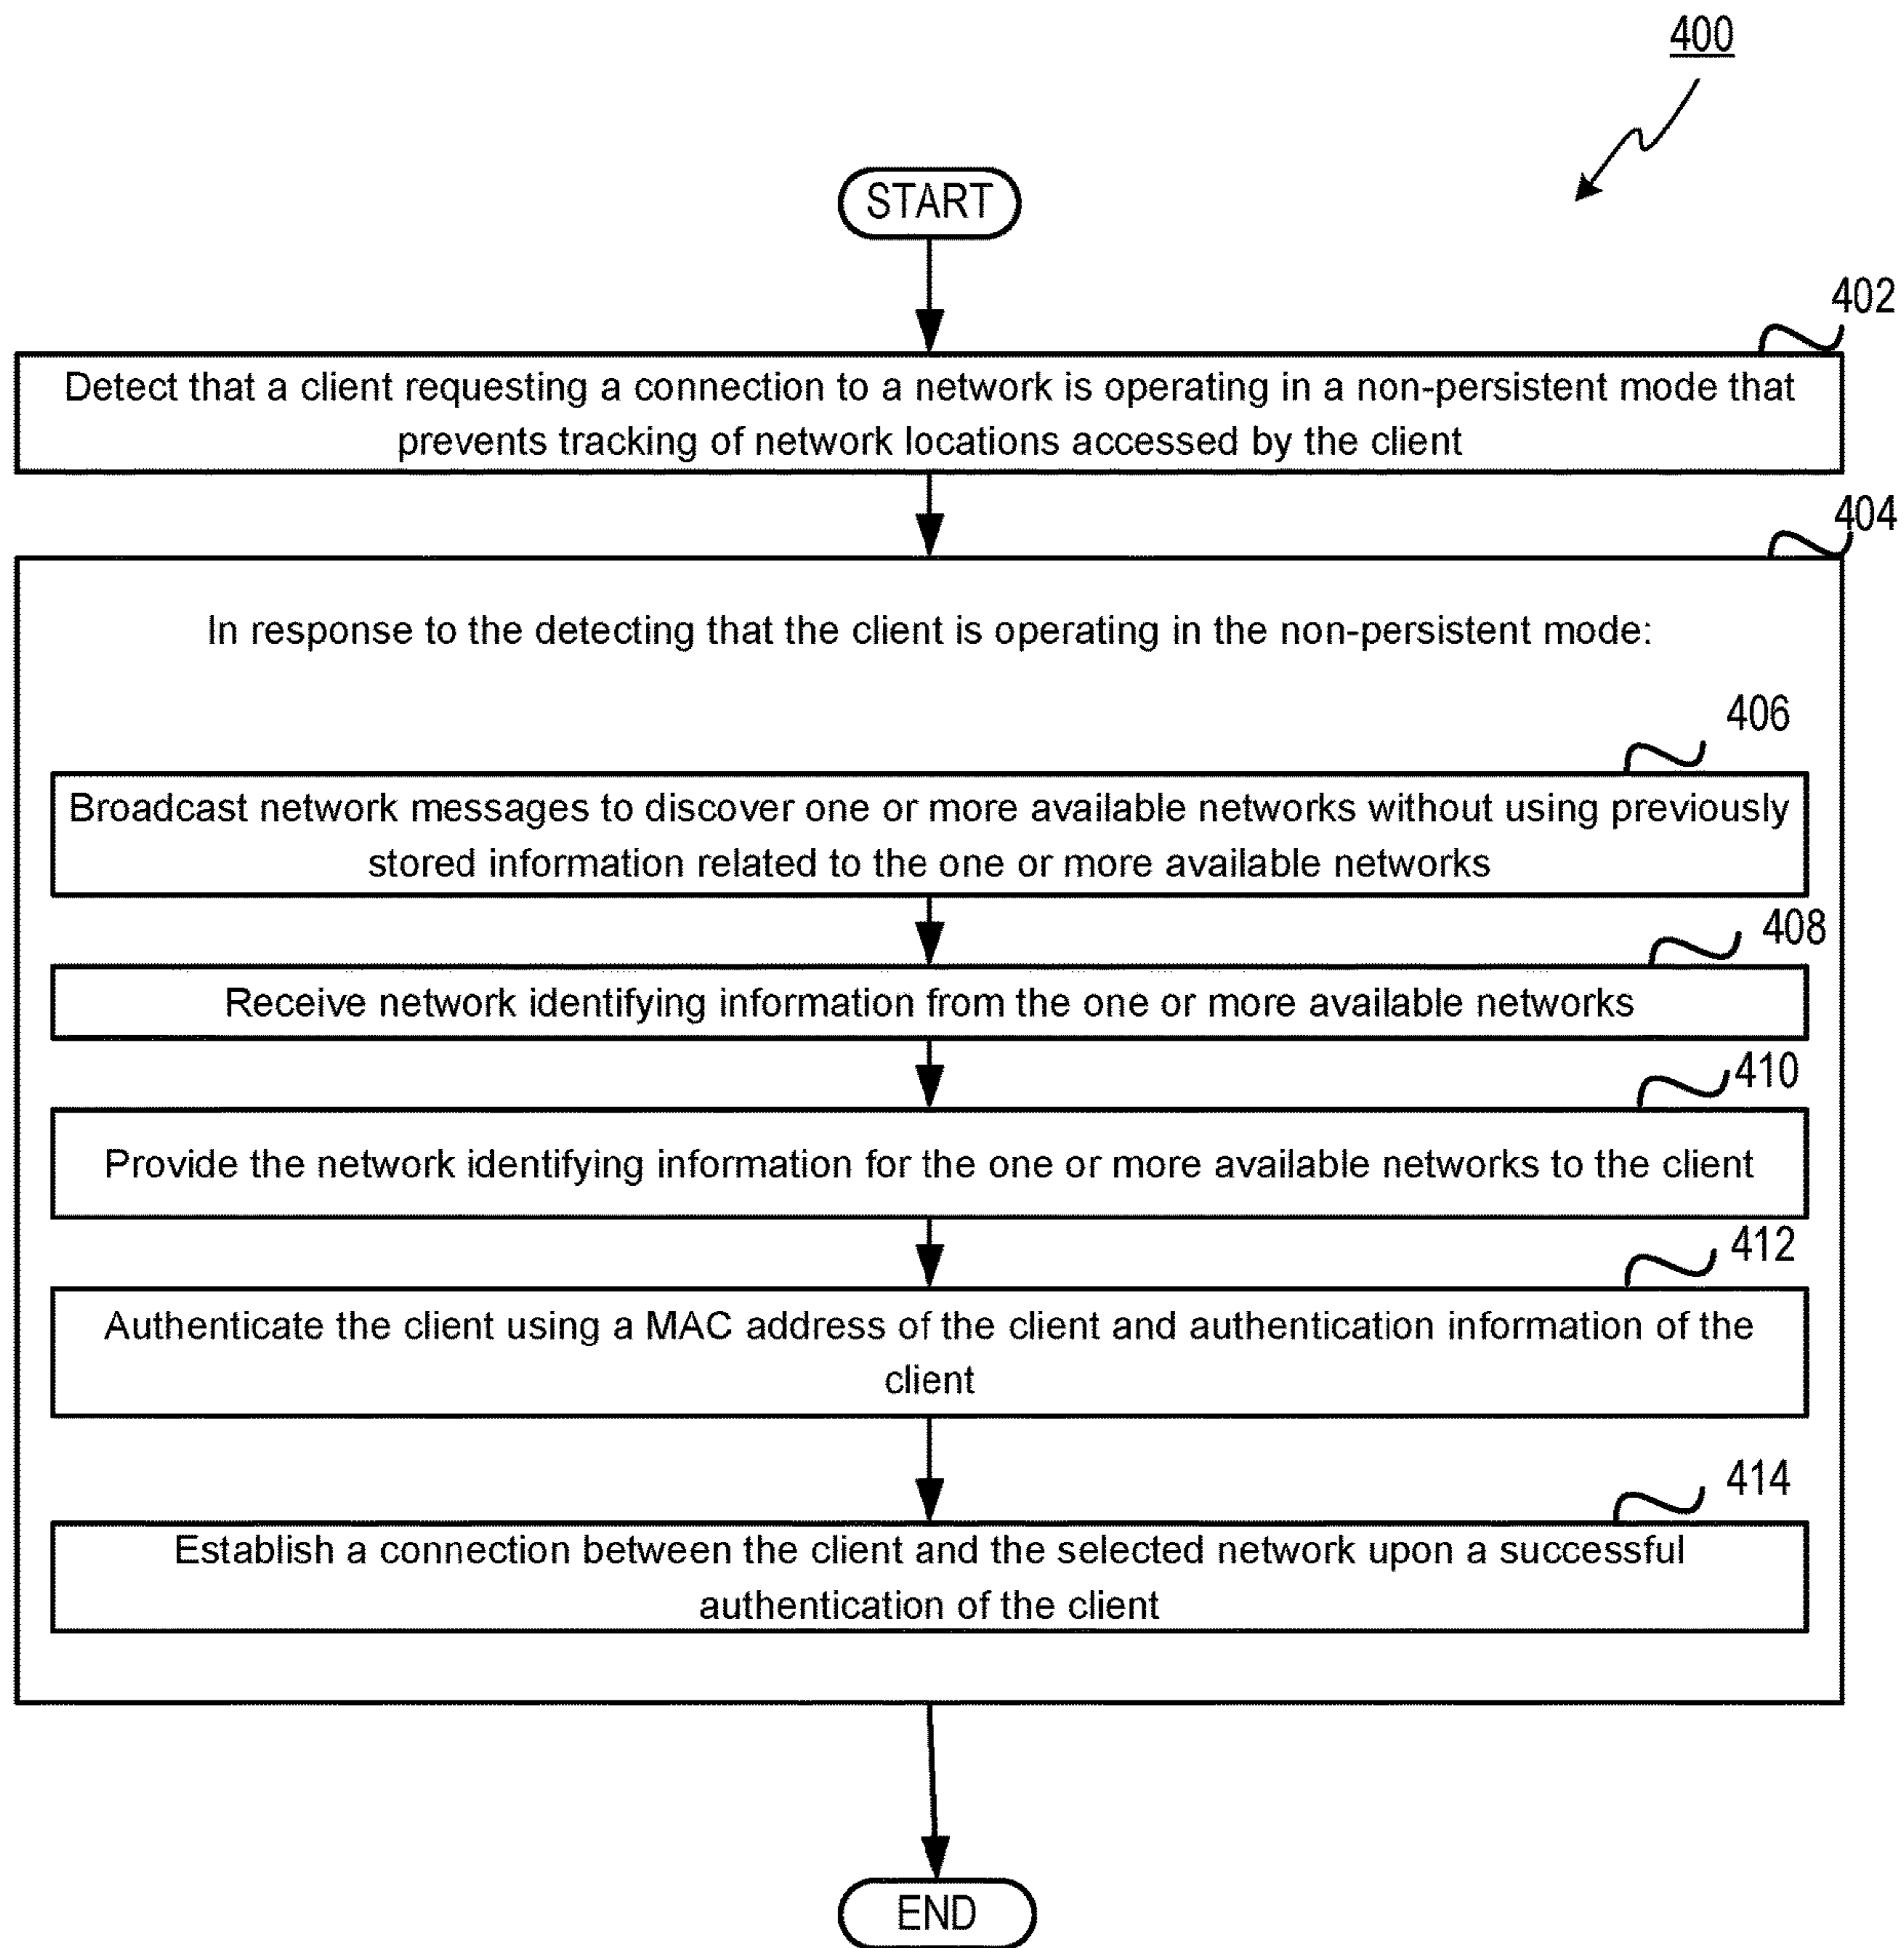 400
START
402
Detect that a client requesting a connection to a network is operating in a non-persistent mode that
prevents tracking of network locations accessed by the client
404
In response to the detecting that the client is operating in the non-persistent mode:
406
Broadcast network messages to discover one or more available networks without using previously
stored information related to the one or more available networks
408
Receive network identifying information from the one or more available networks
410
Provide the network identifying information for the one or more available networks to the client
412
Authenticate the client using a MAC address of the client and authentication information of the
client
414
Establish a connection between the client and the selected network upon a successful
authentication of the client
END